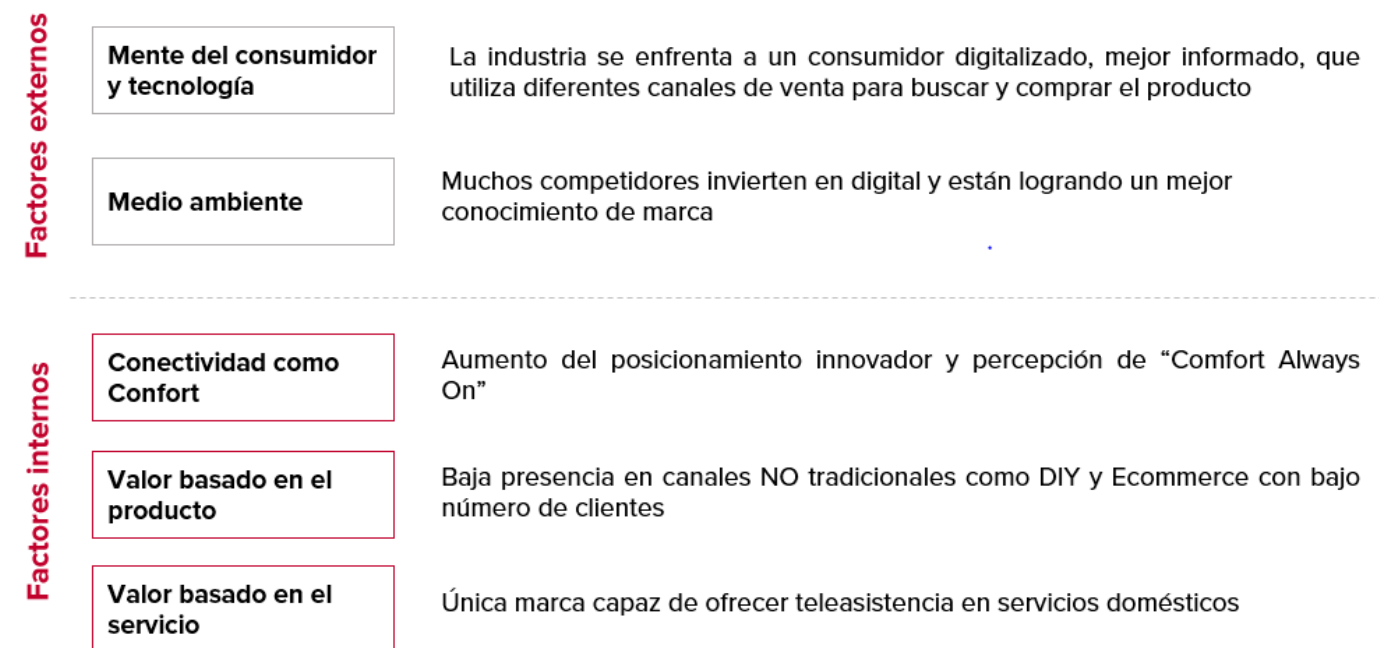 Factores externos
Mente del consumidor
y tecnología
La industria se enfrenta a un consumidor digitalizado, mejor informado, que
utiliza diferentes canales de venta para buscar y comprar el producto
Medio ambiente
Muchos competidores invierten en digital y están logrando un mejor
conocimiento de marca
Factores internos
Conectividad como
Confort
Aumento del posicionamiento innovador y percepción de “Comfort Always
On”
Valor basado en el
producto
Baja presencia en canales NO tradicionales como DIY y Ecommerce con bajo
número de clientes
Valor basado en el
servicio
Única marca capaz de ofrecer teleasistencia en servicios domésticos